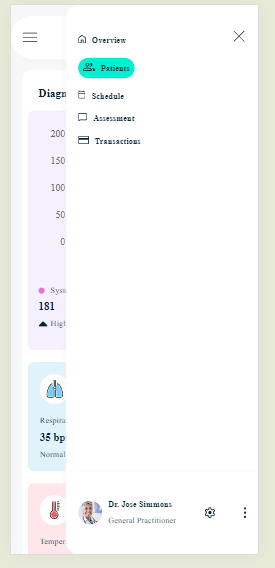 Overview
Patients
Schedule
Assessment
Transactions
Diagn
200
150
100
50
0
Syst
181
High
Respira
35 bp
Normal
Temper
Dr. Jose Simmons
General Practitioner